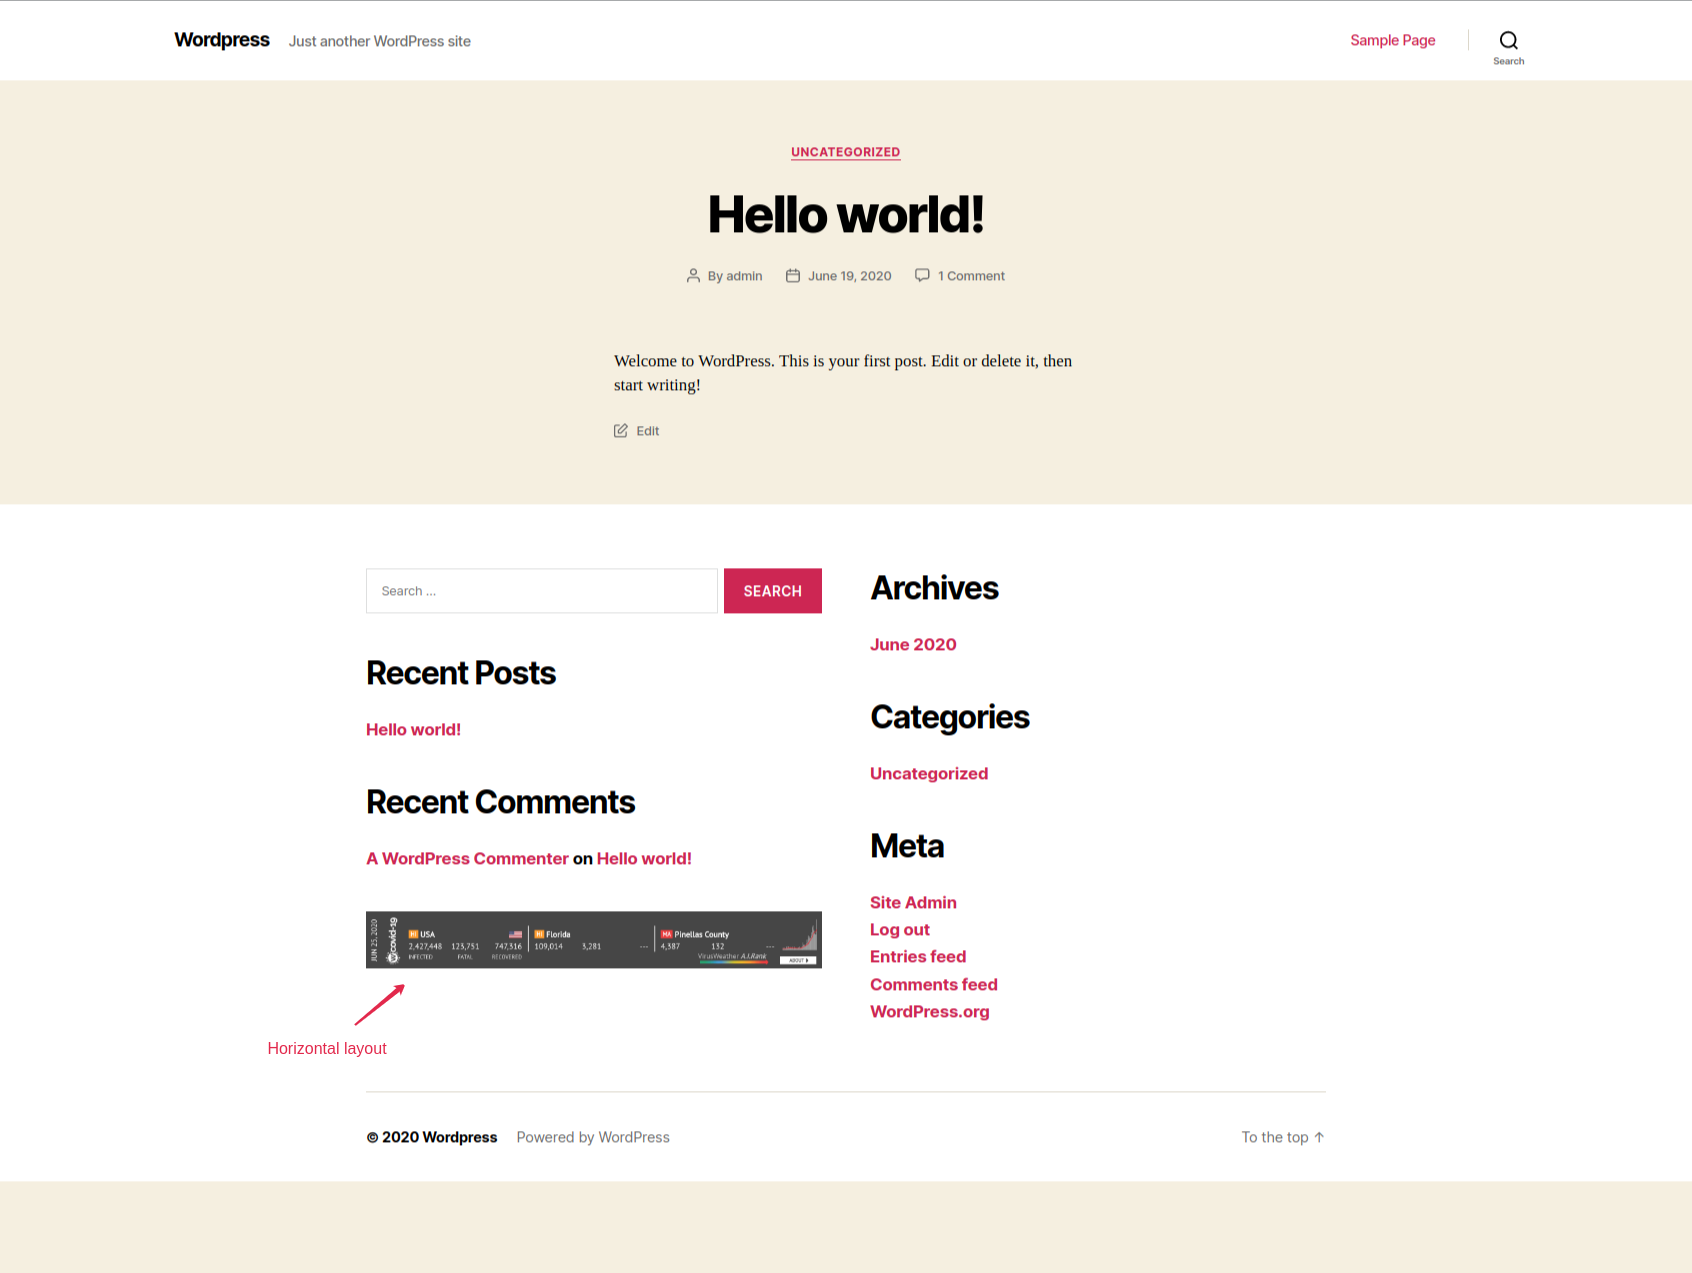 Wordpress Just another WordPress site
Sample Page
Search
UNCATEGORIZED
Hello world!
By admin June 19, 2020 1 Comment
Welcome to WordPress. This is your first post. Edit or delete it, then
start writing!
Edit
Search …
SEARCH
Recent Posts
Hello world!
Recent Comments
A WordPress Commenter on Hello world!
JUN 25, 2020
covid-19
USA
2,427,448 123,751 747,316
INFECTED FATAL RECOVERED
Florida
109,014 3,281 ---
MA Pinellas County
4,387 132 ---
VirusWeather A.I.Rank
ABOUT
Horizontal layout
Archives
June 2020
Categories
Uncategorized
Meta
Site Admin
Log out
Entries feed
Comments feed
WordPress.org
© 2020 Wordpress Powered by WordPress
To the top ↑